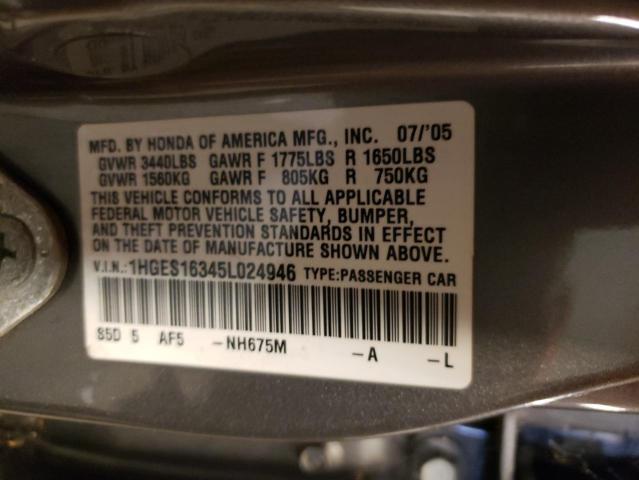 MFD. BY HONDA OF AMERICA MFG., INC. 07/'05
GVWR 3440LBS GAWR F 1775LBS R 1650LBS
GVWR 1560KG GAWR F 805KG R 750KG
THIS VEHICLE CONFORMS TO ALL APPLICABLE
FEDERAL MOTOR VEHICLE SAFETY, BUMPER,
AND THEFT PREVENTION STANDARDS IN EFFECT
ON THE DATE OF MANUFACTURE SHOWN ABOVE.
V.I.N.:1HGES16345L024946 TYPE:PASSENGER CAR
85D 5 AF5 -NH675M -A -L